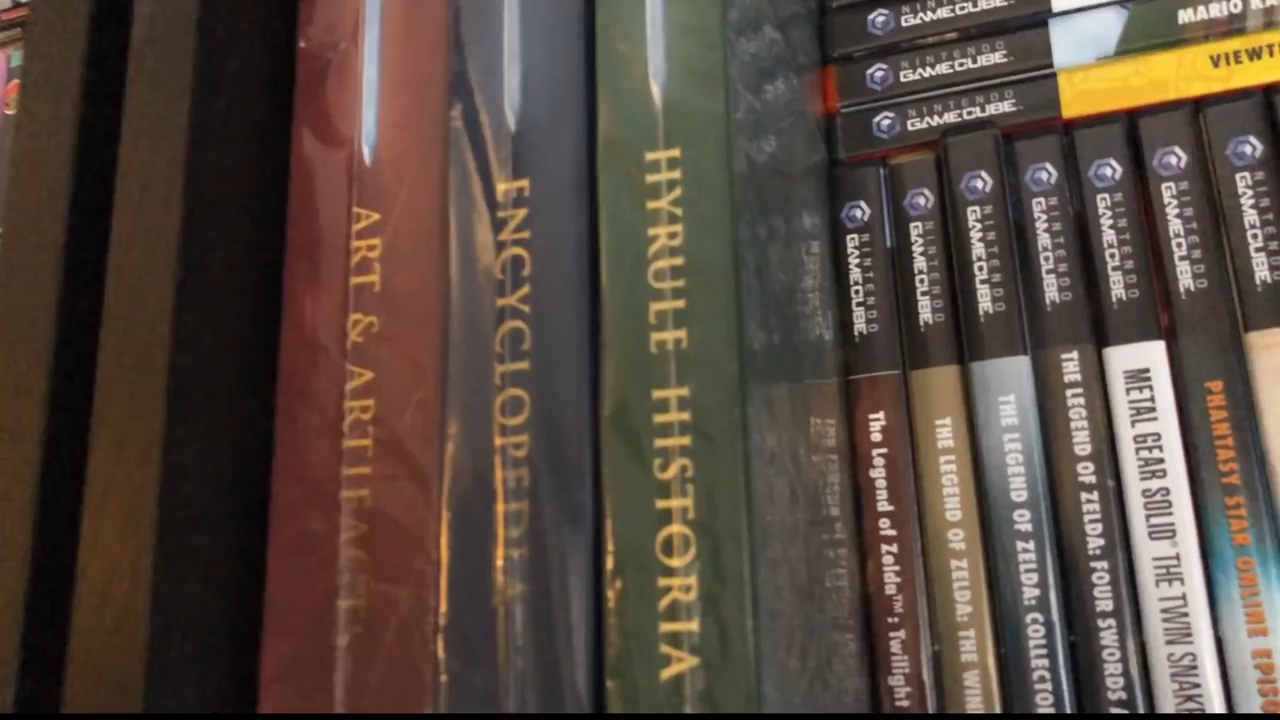 ART & ARTIFACTS
ENCYCLOPEDIA
HYRULE HISTORIA
NINTENDO GAMECUBE
NINTENDO GAMECUBE MARIO KA
NINTENDO GAMECUBE VIEWTI
NINTENDO GAMECUBE The Legend of Zelda™: Twilight
NINTENDO GAMECUBE THE LEGEND OF ZELDA: THE WIN
NINTENDO GAMECUBE THE LEGEND OF ZELDA: COLLECTO
NINTENDO GAMECUBE THE LEGEND OF ZELDA: FOUR SWORDS A
NINTENDO GAMECUBE METAL GEAR SOLID® THE TWIN SNAKE
NINTENDO GAMECUBE PHANTASY STAR ONLINE EPISO
NINTENDO GAMECUBE